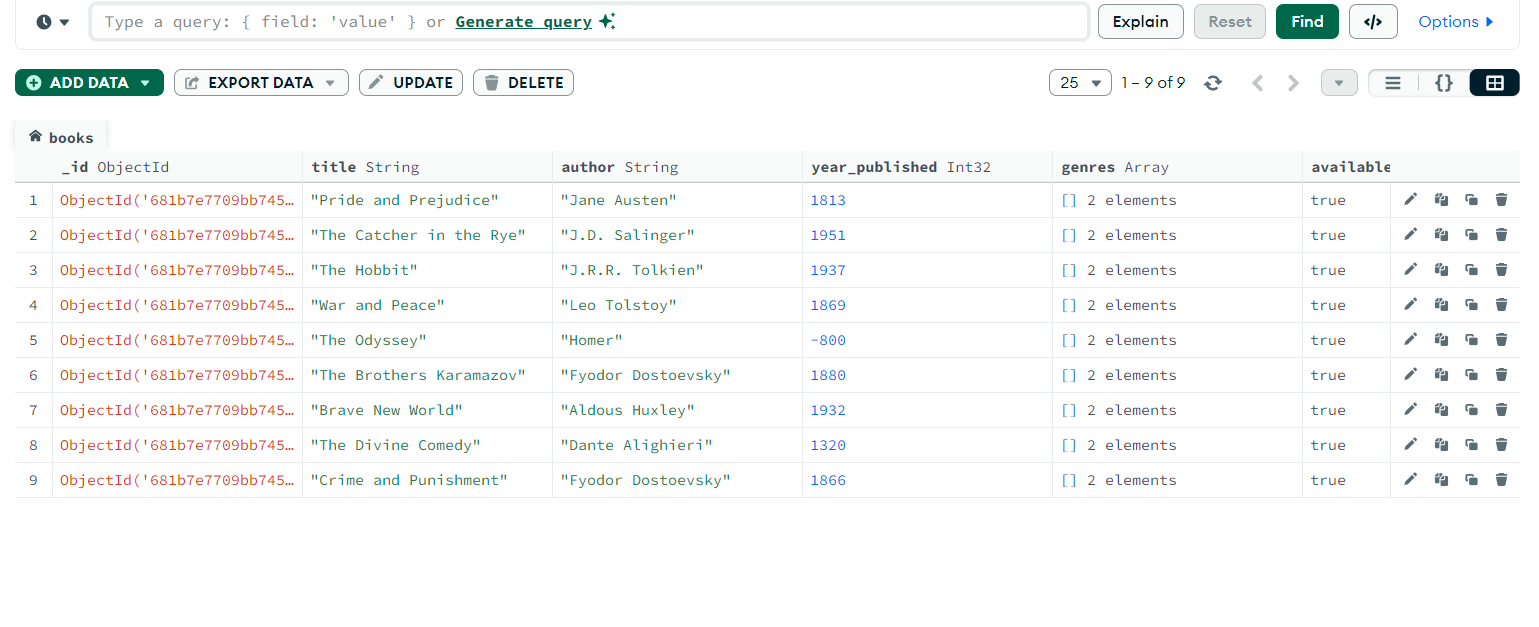 Type a query: { field: 'value' } or Generate query Explain Reset Find </> Options
ADD DATA EXPORT DATA UPDATE DELETE 25 1 – 9 of 9 {}
books
_id ObjectId title String author String year_published Int32 genres Array available
1 ObjectId('681b7e7709bb745… "Pride and Prejudice" "Jane Austen" 1813 [] 2 elements true
2 ObjectId('681b7e7709bb745… "The Catcher in the Rye" "J.D. Salinger" 1951 [] 2 elements true
3 ObjectId('681b7e7709bb745… "The Hobbit" "J.R.R. Tolkien" 1937 [] 2 elements true
4 ObjectId('681b7e7709bb745… "War and Peace" "Leo Tolstoy" 1869 [] 2 elements true
5 ObjectId('681b7e7709bb745… "The Odyssey" "Homer" -800 [] 2 elements true
6 ObjectId('681b7e7709bb745… "The Brothers Karamazov" "Fyodor Dostoevsky" 1880 [] 2 elements true
7 ObjectId('681b7e7709bb745… "Brave New World" "Aldous Huxley" 1932 [] 2 elements true
8 ObjectId('681b7e7709bb745… "The Divine Comedy" "Dante Alighieri" 1320 [] 2 elements true
9 ObjectId('681b7e7709bb745… "Crime and Punishment" "Fyodor Dostoevsky" 1866 [] 2 elements true